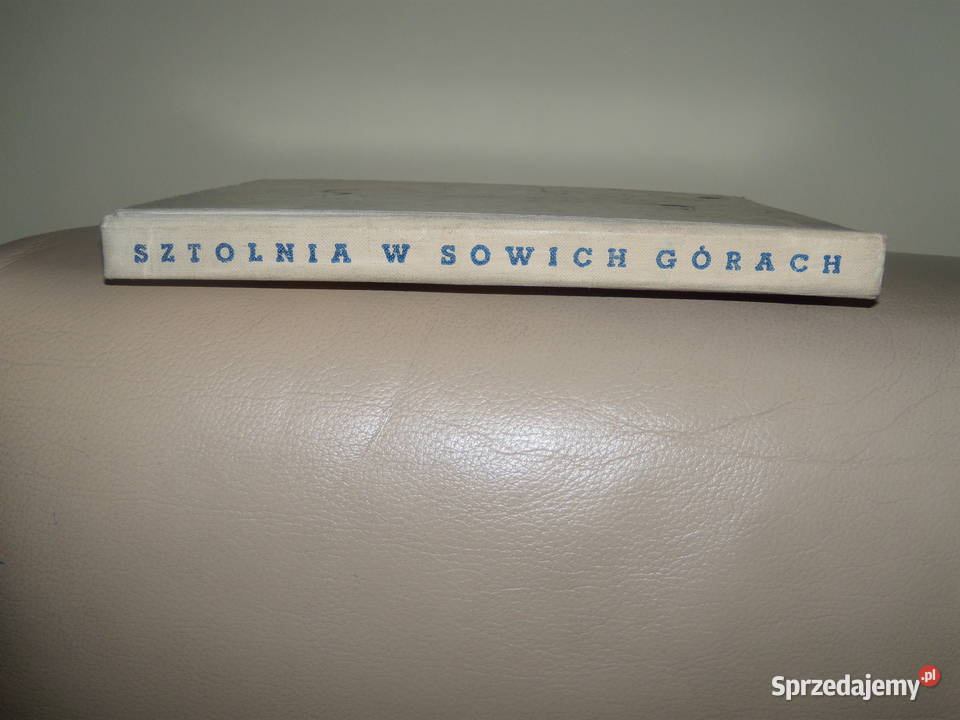 SZTOLNIA W SOWICH GÓRACH
Sprzedajemy.pl